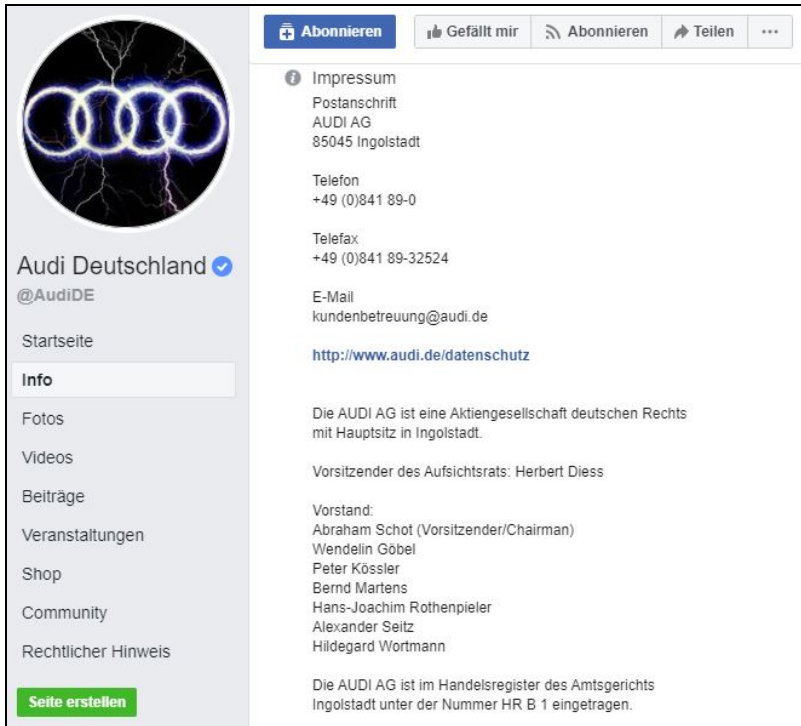 Abonnieren
Gefällt mir
Abonnieren
Teilen
...
Audi Deutschland
@AudiDE
Startseite
Info
Fotos
Videos
Beiträge
Veranstaltungen
Shop
Community
Rechtlicher Hinweis
Seite erstellen
Impressum
Postanschrift
AUDI AG
85045 Ingolstadt
Telefon
+49 (0)841 89-0
Telefax
+49 (0)841 89-32524
E-Mail
kundenbetreuung@audi.de
http://www.audi.de/datenschutz
Die AUDI AG ist eine Aktiengesellschaft deutschen Rechts
mit Hauptsitz in Ingolstadt.
Vorsitzender des Aufsichtsrats: Herbert Diess
Vorstand:
Abraham Schot (Vorsitzender/Chairman)
Wendelin Göbel
Peter Kössler
Bernd Martens
Hans-Joachim Rothenpieler
Alexander Seitz
Hildegard Wortmann
Die AUDI AG ist im Handelsregister des Amtsgerichts
Ingolstadt unter der Nummer HR B 1 eingetragen.